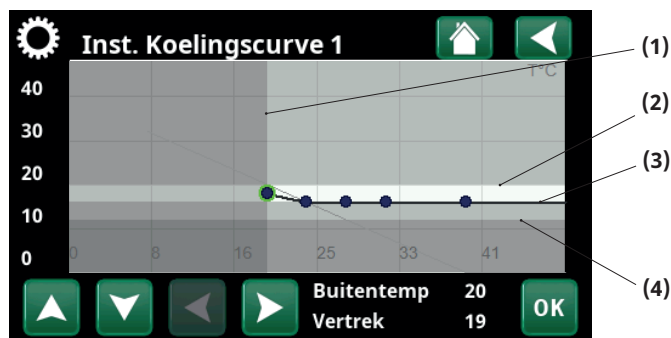 Inst. Koelingscurve 1
(1)
T°C
40
(2)
30
(3)
20
10
0
0 8 16 25 33 41
(4)
Buitentemp 20
Vertrek 19
OK